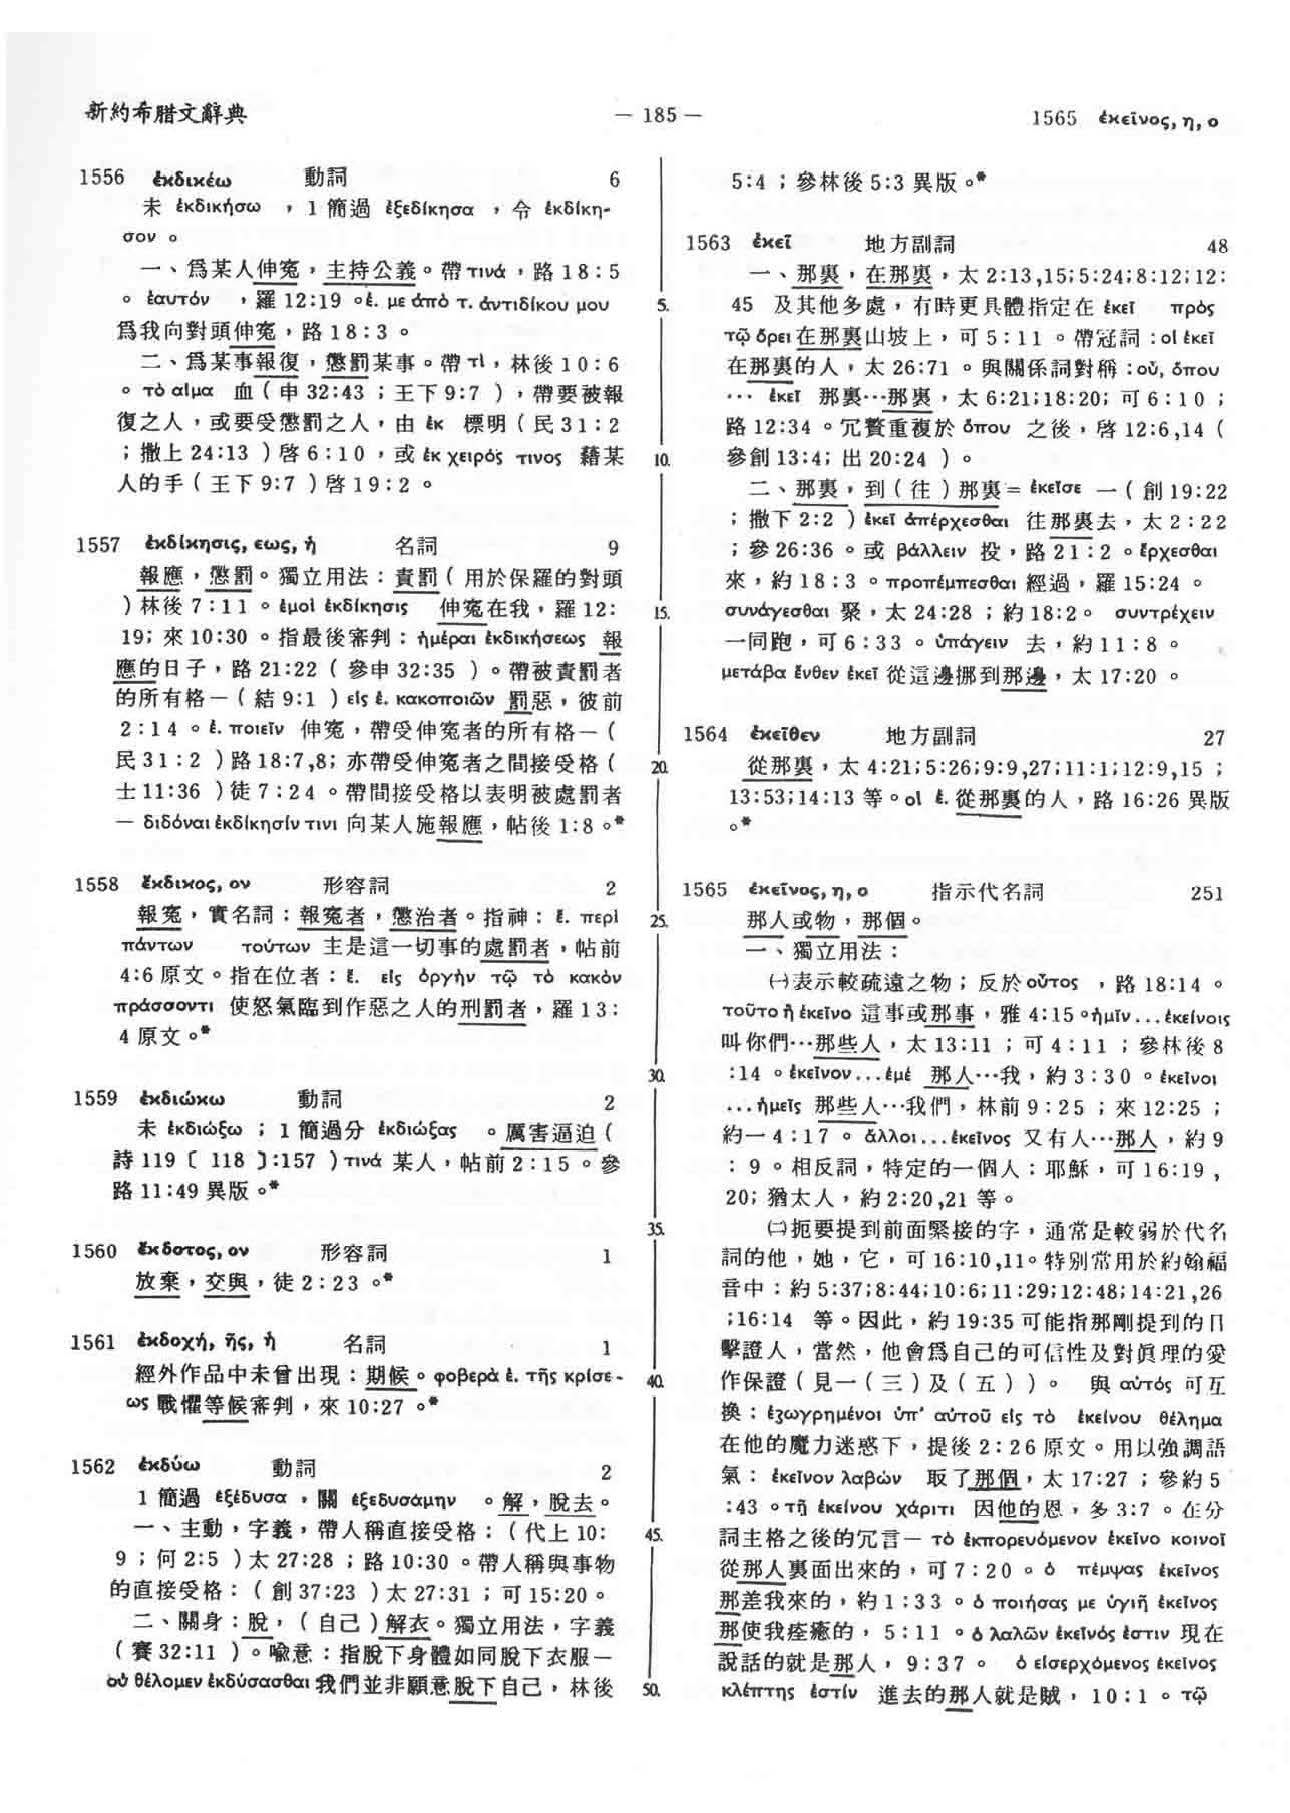 新約希腊文辭典
— 185 —
1565 ἐκεῖνος, η, ο
1556 ἐκδικέω 動詞 6
未 ἐκδικήσω ，1 簡過 ἐξεδίκησα ，令 ἐκδίκη-
σον 。
一、爲某人伸冤，主持公義。帶 τινά ，路 18：5
。ἑαυτόν ，羅 12:19 。ἐ. με ἀπὸ τ. ἀντιδίκου μου
爲我向對頭伸冤，路 18：3 。
二、爲某事報復，懲罰某事。帶 τὶ ，林後 10：6
。τὸ αἷμα 血（申 32:43 ；王下 9:7 ），帶要被報
復之人，或要受懲罰之人，由 ἐκ 標明（民 31：2
；撒上 24:13 ）啓 6：10 ，或 ἐκ χειρός τινος 藉某
人的手（王下 9:7 ）啓 19：2 。
1557 ἐκδίκησις, εως, ἡ 名詞 9
報應，懲罰。獨立用法：責罰（用於保羅的對頭
）林後 7：11 。ἐμοὶ ἐκδίκησις 伸冤在我，羅 12：
19; 來 10:30 。指最後審判：ἡμέραι ἐκδικήσεως 報
應的日子，路 21:22（參申 32:35 ）。帶被責罰者
的所有格－（結 9:1 ）εἰς ἐ. κακοποιῶν 罰惡，彼前
2：14 。ἐ. ποιεῖν 伸冤，帶受伸冤者的所有格－（
民 31：2 ）路 18:7,8; 亦帶受伸冤者之間接受格（
士 11:36 ）徒 7：24 。帶間接受格以表明被處罰者
－ διδόναι ἐκδίκησίν τινι 向某人施報應，帖後 1:8 。*
1558 ἔκδικος, ον 形容詞 2
報冤，實名詞：報冤者，懲治者。指神：ἔ. περὶ
πάντων τούτων 主是這一切事的處罰者，帖前
4:6 原文。指在位者：ἔ. εἰς ὀργὴν τῷ τὸ κακὸν
πράσσοντι 使怒氣臨到作惡之人的刑罰者，羅 13：
4 原文。*
1559 ἐκδιώκω 動詞 2
未 ἐκδιώξω ；1 簡過分 ἐκδιώξας 。厲害逼迫（
詩 119〔 118 〕:157 ）τινά 某人，帖前 2：15 。參
路 11:49 異版。*
1560 ἔκδοτος, ον 形容詞 1
放棄，交與，徒 2：23 。*
1561 ἐκδοχή, ῆς, ἡ 名詞 1
經外作品中未曾出現：期候。φοβερὰ ἐ. τῆς κρίσε-
ως 戰懼等候審判，來 10:27 。*
1562 ἐκδύω 動詞 2
1 簡過 ἐξέδυσα ，關 ἐξεδυσάμην 。解，脫去。
一、主動，字義，帶人稱直接受格：（代上 10：
9；何 2:5 ）太 27:28 ；路 10:30 。帶人稱與事物
的直接受格：（創 37:23 ）太 27:31 ；可 15:20 。
二、關身：脫，（自己）解衣。獨立用法，字義
（賽 32:11 ）。喩意：指脫下身體如同脫下衣服－
οὐ θέλομεν ἐκδύσασθαι 我們並非願意脫下自己，林後
5.
10.
15.
20.
25.
30.
35.
40.
45.
50.
5:4 ；參林後 5:3 異版。*
1563 ἐκεῖ 地方副詞 48
一、那裏，在那裏，太 2:13,15;5:24;8:12;12:
45 及其他多處，有時更具體指定在 ἐκεῖ πρὸς
τῷ ὄρει 在那裏山坡上，可 5：11 。帶冠詞：οἱ ἐκεῖ
在那裏的人，太 26:71 。與關係詞對稱：οὗ, ὅπου
… ἐκεῖ 那裏…那裏，太 6:21;18:20; 可 6：10 ；
路 12:34 。冗贅重複於 ὅπου 之後，啓 12:6,14（
參創 13:4; 出 20:24 ）。
二、那裏，到（往）那裏＝ ἐκεῖσε －（創 19:22
；撒下 2:2 ）ἐκεῖ ἀπέρχεσθαι 往那裏去，太 2：22
；參 26:36 。或 βάλλειν 投，路 21：2 。ἔρχεσθαι
來，約 18：3 。προπέμπεσθαι 經過，羅 15:24 。
συνάγεσθαι 聚，太 24:28 ；約 18:2。 συντρέχειν
一同跑，可 6：33 。ὑπάγειν 去，約 11：8 。
μετάβα ἔνθεν ἐκεῖ 從這邊挪到那邊，太 17:20 。
1564 ἐκεῖθεν 地方副詞 27
從那裏，太 4:21;5:26;9:9,27;11:1;12:9,15 ；
13:53;14:13 等。οἱ ἐ. 從那裏的人，路 16:26 異版
。*
1565 ἐκεῖνος, η, ο 指示代名詞 251
那人或物，那個。
一、獨立用法：
㈠表示較疏遠之物；反於 οὗτος ，路 18:14 。
τοῦτο ἢ ἐκεῖνο 這事或那事，雅 4:15 。ἡμῖν ... ἐκείνοις
叫你們…那些人，太 13:11 ；可 4：11 ；參林後 8
:14 。ἐκεῖνον ... ἐμέ 那人…我，約 3：30 。ἐκεῖνοι
... ἡμεῖς 那些人…我們，林前 9：25 ；來 12:25 ；
約一 4：17 。ἄλλοι ... ἐκεῖνος 又有人…那人，約 9
：9 。相反詞，特定的一個人：耶穌，可 16:19，
20; 猶太人，約 2:20,21 等。
㈡扼要提到前面緊接的字，通常是較弱於代名
詞的他，她，它，可 16:10,11。特別常用於約翰福
音中：約 5:37;8:44;10:6;11:29;12:48;14:21,26
;16:14 等。因此，約 19:35 可能指那剛提到的目
擊證人，當然，他會爲自己的可信性及對眞理的愛
作保證（見一（三）及（五））。 與 αὐτός 可互
換：ἐζωγρημένοι ὑπ' αὐτοῦ εἰς τὸ ἐκείνου θέλημα
在他的魔力迷惑下，提後 2：26 原文。用以強調語
氣：ἐκεῖνον λαβὼν 取了那個，太 17:27 ；參約 5
:43 。τῇ ἐκείνου χάριτι 因他的恩，多 3:7 。在分
詞主格之後的冗言－ τὸ ἐκπορευόμενον ἐκεῖνο κοινοῖ
從那人裏面出來的，可 7：20 。ὁ πέμψας ἐκεῖνος
那差我來的，約 1：33 。ὁ ποιήσας με ὑγιῆ ἐκεῖνος
那使我痊癒的， 5：11 。ὁ λαλῶν ἐκεῖνός ἐστιν 現在
說話的就是那人， 9：37 。 ὁ εἰσερχόμενος ἐκεῖνος
κλέπτης ἐστίν 進去的那人就是賊， 10：1 。τῷ